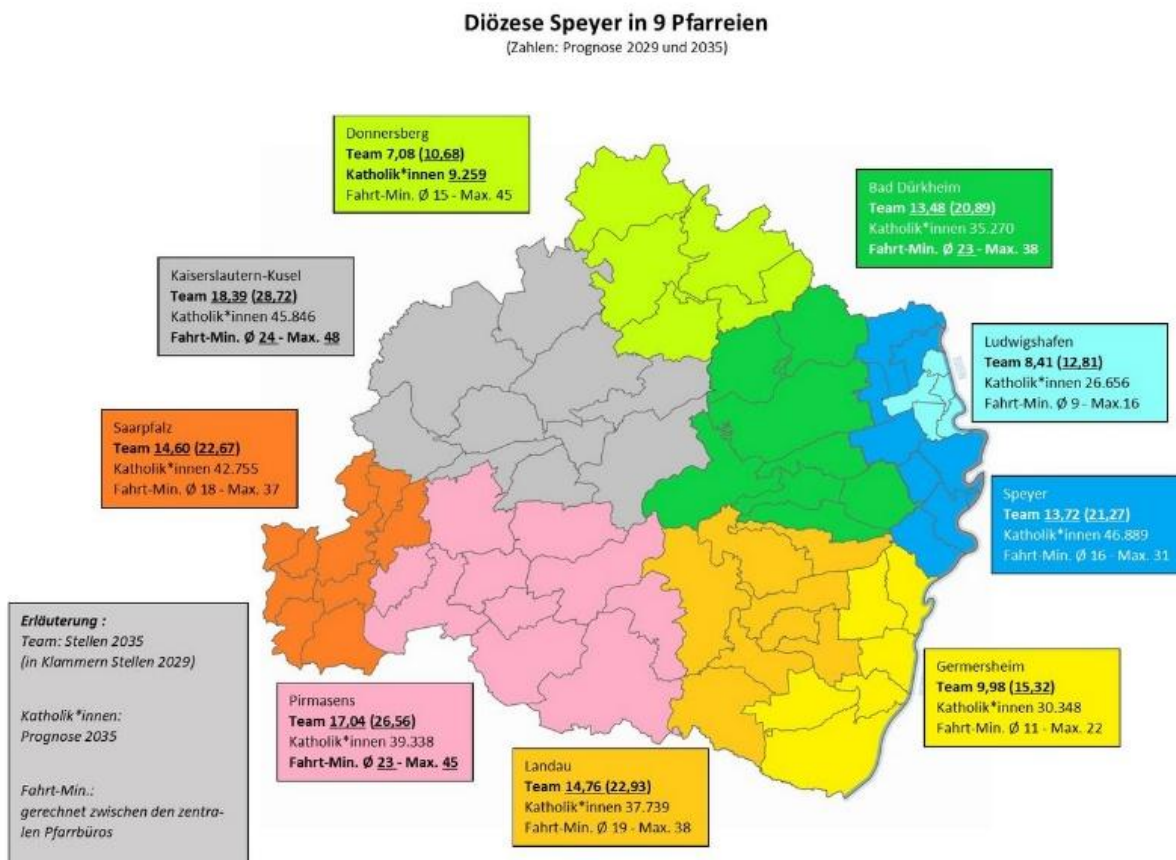 Diözese Speyer in 9 Pfarreien
(Zahlen: Prognose 2029 und 2035)
Donnersberg
Team 7,08 (10,68)
Katholik*innen 9.259
Fahrt-Min. Ø 15 - Max. 45
Bad Dürkheim
Team 13,48 (20,89)
Katholik*innen 35.270
Fahrt-Min. Ø 23 - Max. 38
Kaiserslautern-Kusel
Team 18,39 (28,72)
Katholik*innen 45.846
Fahrt-Min. Ø 24 - Max. 48
Ludwigshafen
Team 8,41 (12,81)
Katholik*innen 26.656
Fahrt-Min. Ø 9 - Max.16
Saarpfalz
Team 14,60 (22,67)
Katholik*innen 42.755
Fahrt-Min. Ø 18 - Max. 37
Speyer
Team 13,72 (21,27)
Katholik*innen 46.889
Fahrt-Min. Ø 16 - Max. 31
Erläuterung :
Team: Stellen 2035
(in Klammern Stellen 2029)
Katholik*innen:
Prognose 2035
Fahrt-Min.:
gerechnet zwischen den zentra-
len Pfarrbüros
Pirmasens
Team 17,04 (26,56)
Katholik*innen 39.338
Fahrt-Min. Ø 23 - Max. 45
Germersheim
Team 9,98 (15,32)
Katholik*innen 30.348
Fahrt-Min. Ø 11 - Max. 22
Landau
Team 14,76 (22,93)
Katholik*innen 37.739
Fahrt-Min. Ø 19 - Max. 38